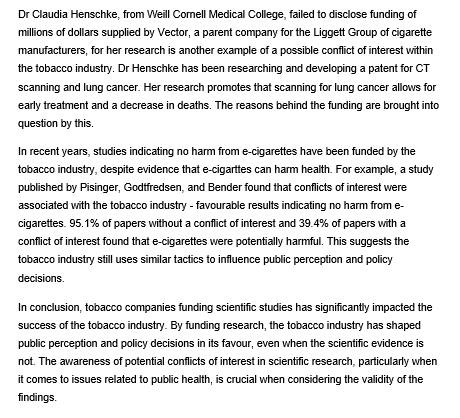 Dr Claudia Henschke, from Weill Cornell Medical College, failed to disclose funding of
millions of dollars supplied by Vector, a parent company for the Liggett Group of cigarette
manufacturers, for her research is another example of a possible conflict of interest within
the tobacco industry. Dr Henschke has been researching and developing a patent for CT
scanning and lung cancer. Her research promotes that scanning for lung cancer allows for
early treatment and a decrease in deaths. The reasons behind the funding are brought into
question by this.
In recent years, studies indicating no harm from e-cigarettes have been funded by the
tobacco industry, despite evidence that e-cigarttes can harm health. For example, a study
published by Pisinger, Godtfredsen, and Bender found that conflicts of interest were
associated with the tobacco industry - favourable results indicating no harm from e-
cigarettes. 95.1% of papers without a conflict of interest and 39.4% of papers with a
conflict of interest found that e-cigarettes were potentially harmful. This suggests the
tobacco industry still uses similar tactics to influence public perception and policy
decisions.
In conclusion, tobacco companies funding scientific studies has significantly impacted the
success of the tobacco industry. By funding research, the tobacco industry has shaped
public perception and policy decisions in its favour, even when the scientific evidence is
not. The awareness of potential conflicts of interest in scientific research, particularly when
it comes to issues related to public health, is crucial when considering the validity of the
findings.